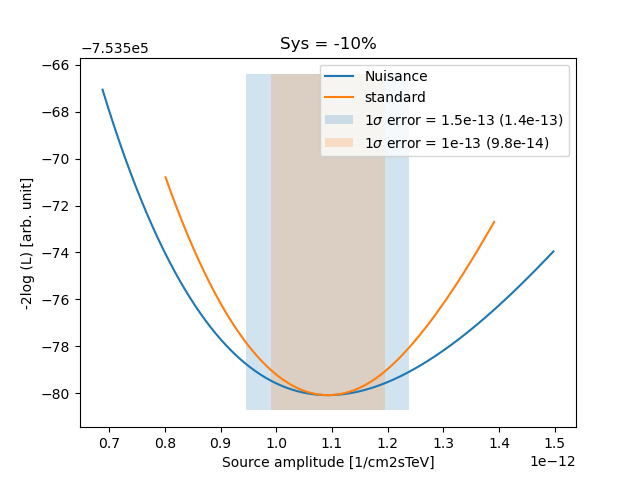 Sys = -10%
−7.535e5
Nuisance
standard
1σ error = 1.5e-13 (1.4e-13)
1σ error = 1e-13 (9.8e-14)
−66
−68
−70
−72
−74
−76
−78
−80
-2log (L) [arb. unit]
0.7 0.8 0.9 1.0 1.1 1.2 1.3 1.4 1.5
1e−12
Source amplitude [1/cm2sTeV]